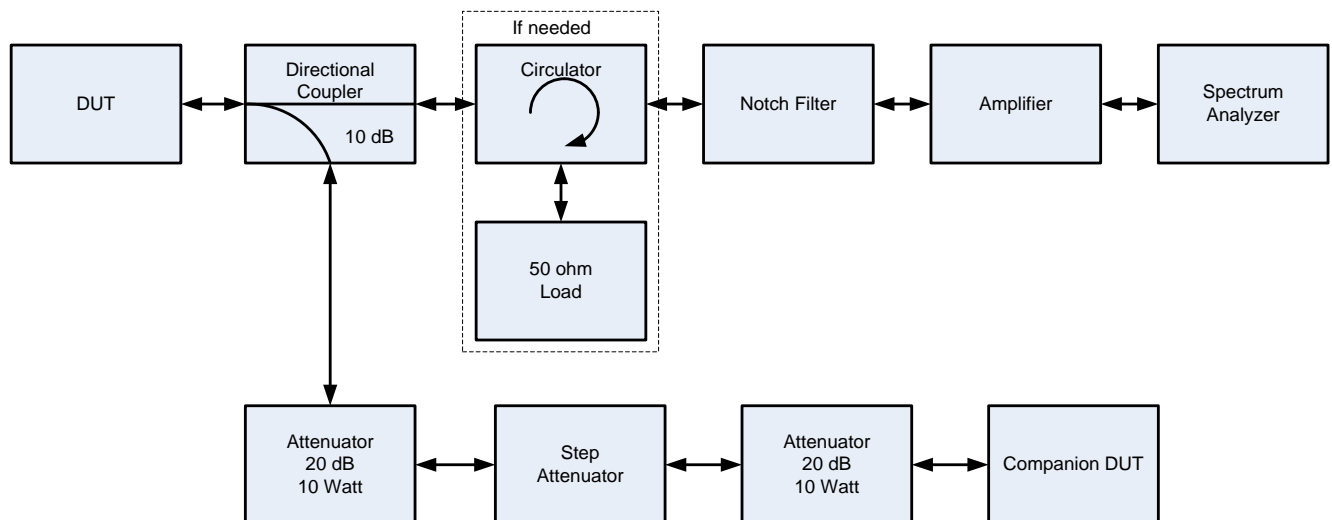 If needed
DUT
Directional
Coupler
10 dB
Circulator
Notch Filter
Amplifier
Spectrum
Analyzer
50 ohm
Load
Attenuator
20 dB
10 Watt
Step
Attenuator
Attenuator
20 dB
10 Watt
Companion DUT